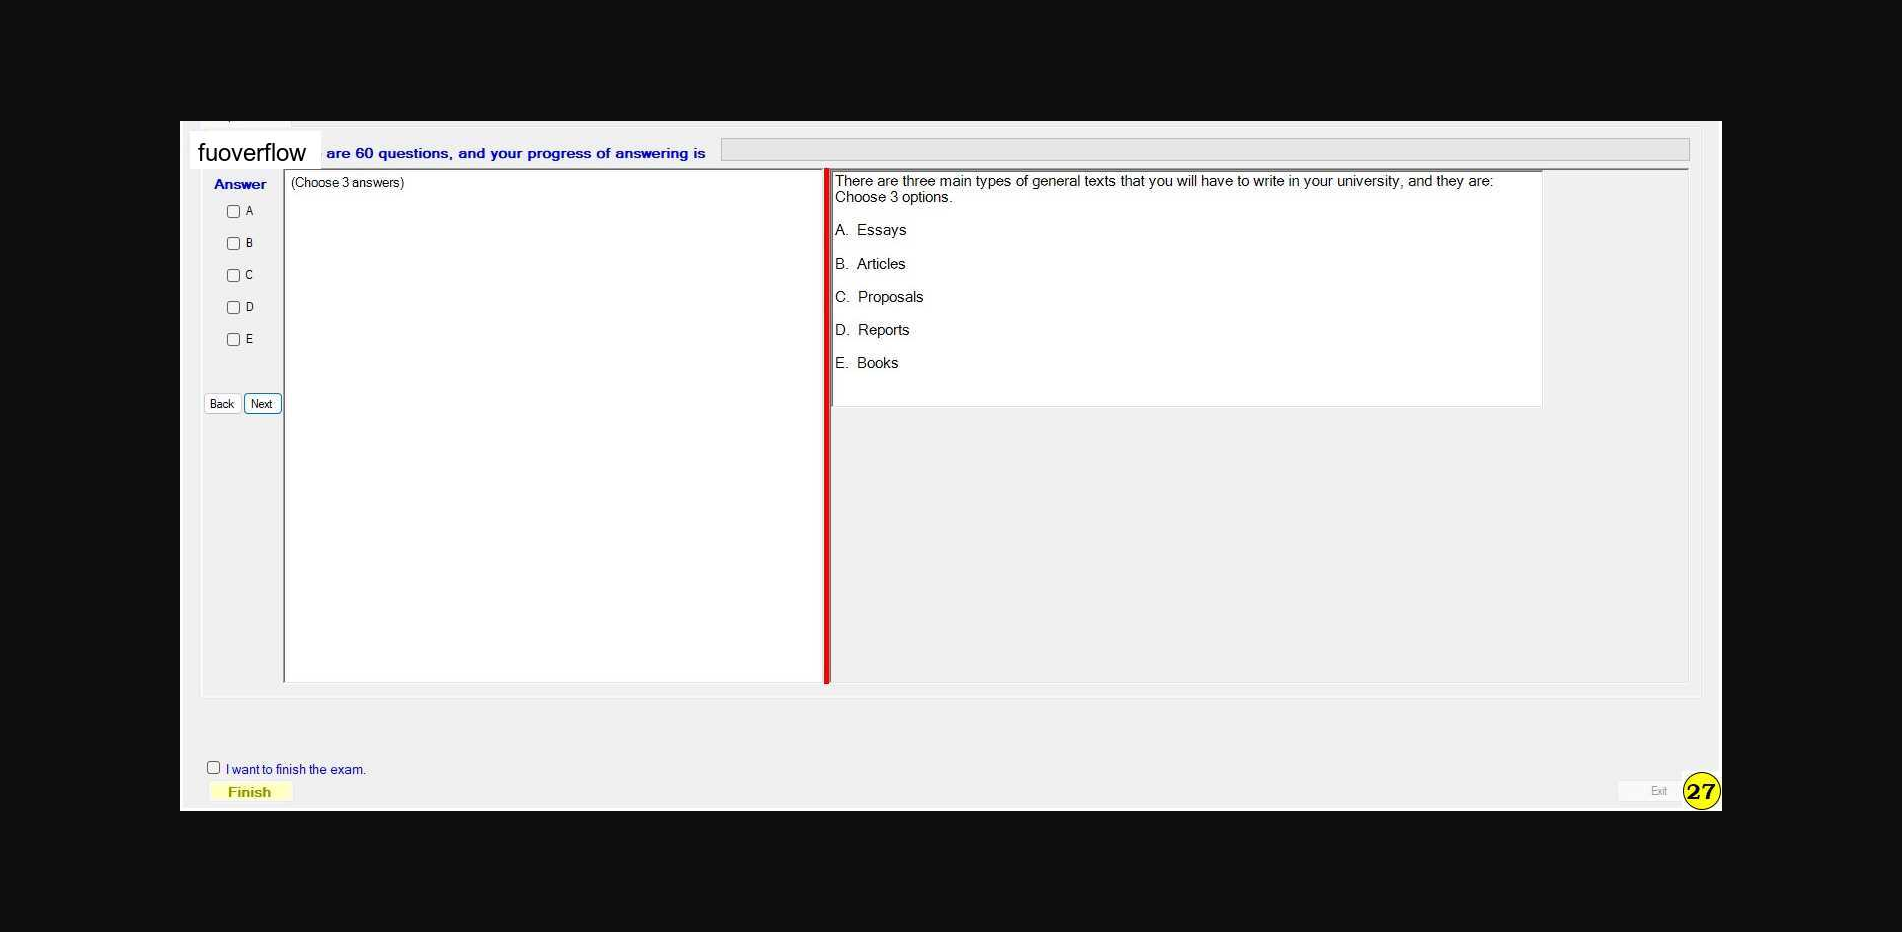 fuoverflow are 60 questions, and your progress of answering is
Answer
A
B
C
D
E
Back Next
(Choose 3 answers)
There are three main types of general texts that you will have to write in your university, and they are:
Choose 3 options.
A. Essays
B. Articles
C. Proposals
D. Reports
E. Books
I want to finish the exam.
Finish
Exit 27